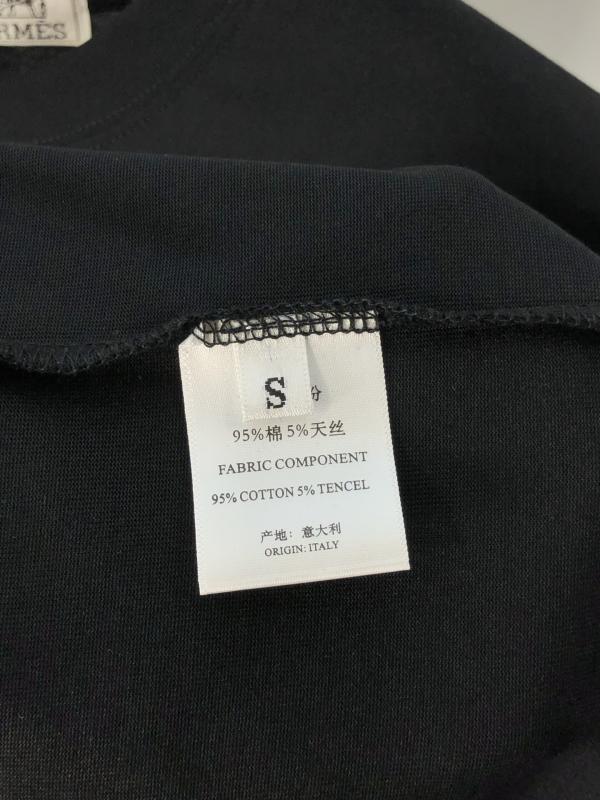 RMÈS
S
分
95%棉 5%天丝
FABRIC COMPONENT
95% COTTON 5% TENCEL
产地: 意大利
ORIGIN: ITALY